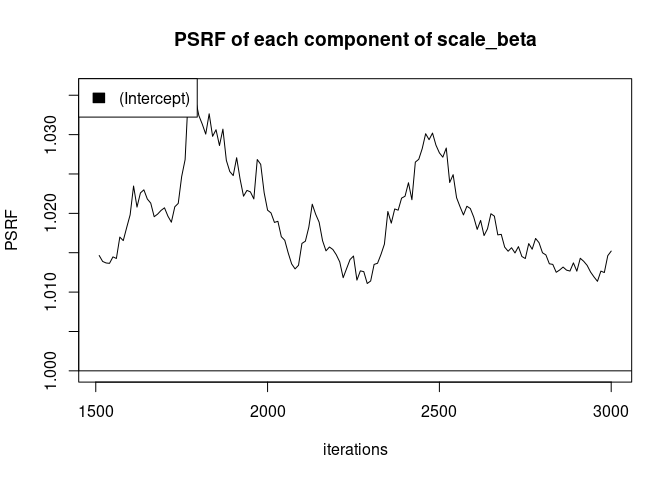 PSRF of each component of scale_beta
(Intercept)
PSRF
1.030
1.020
1.010
1.000
1500 2000 2500 3000
iterations